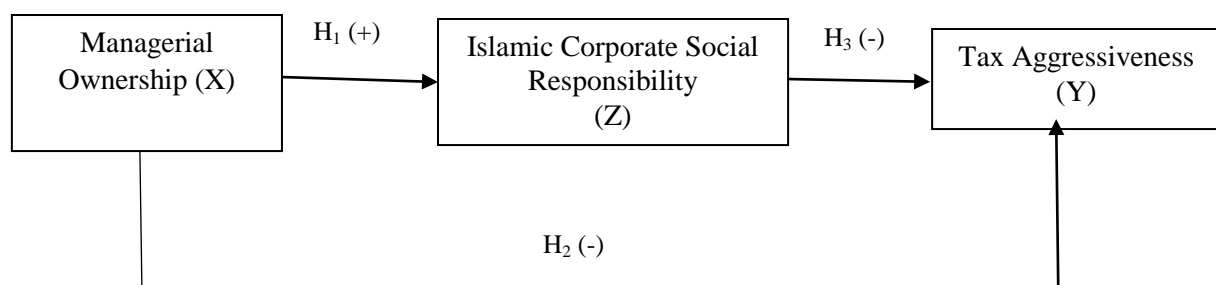 Managerial
Ownership (X)
H₁ (+)
Islamic Corporate Social
Responsibility
(Z)
H₃ (-)
Tax Aggressiveness
(Y)
H₂ (-)